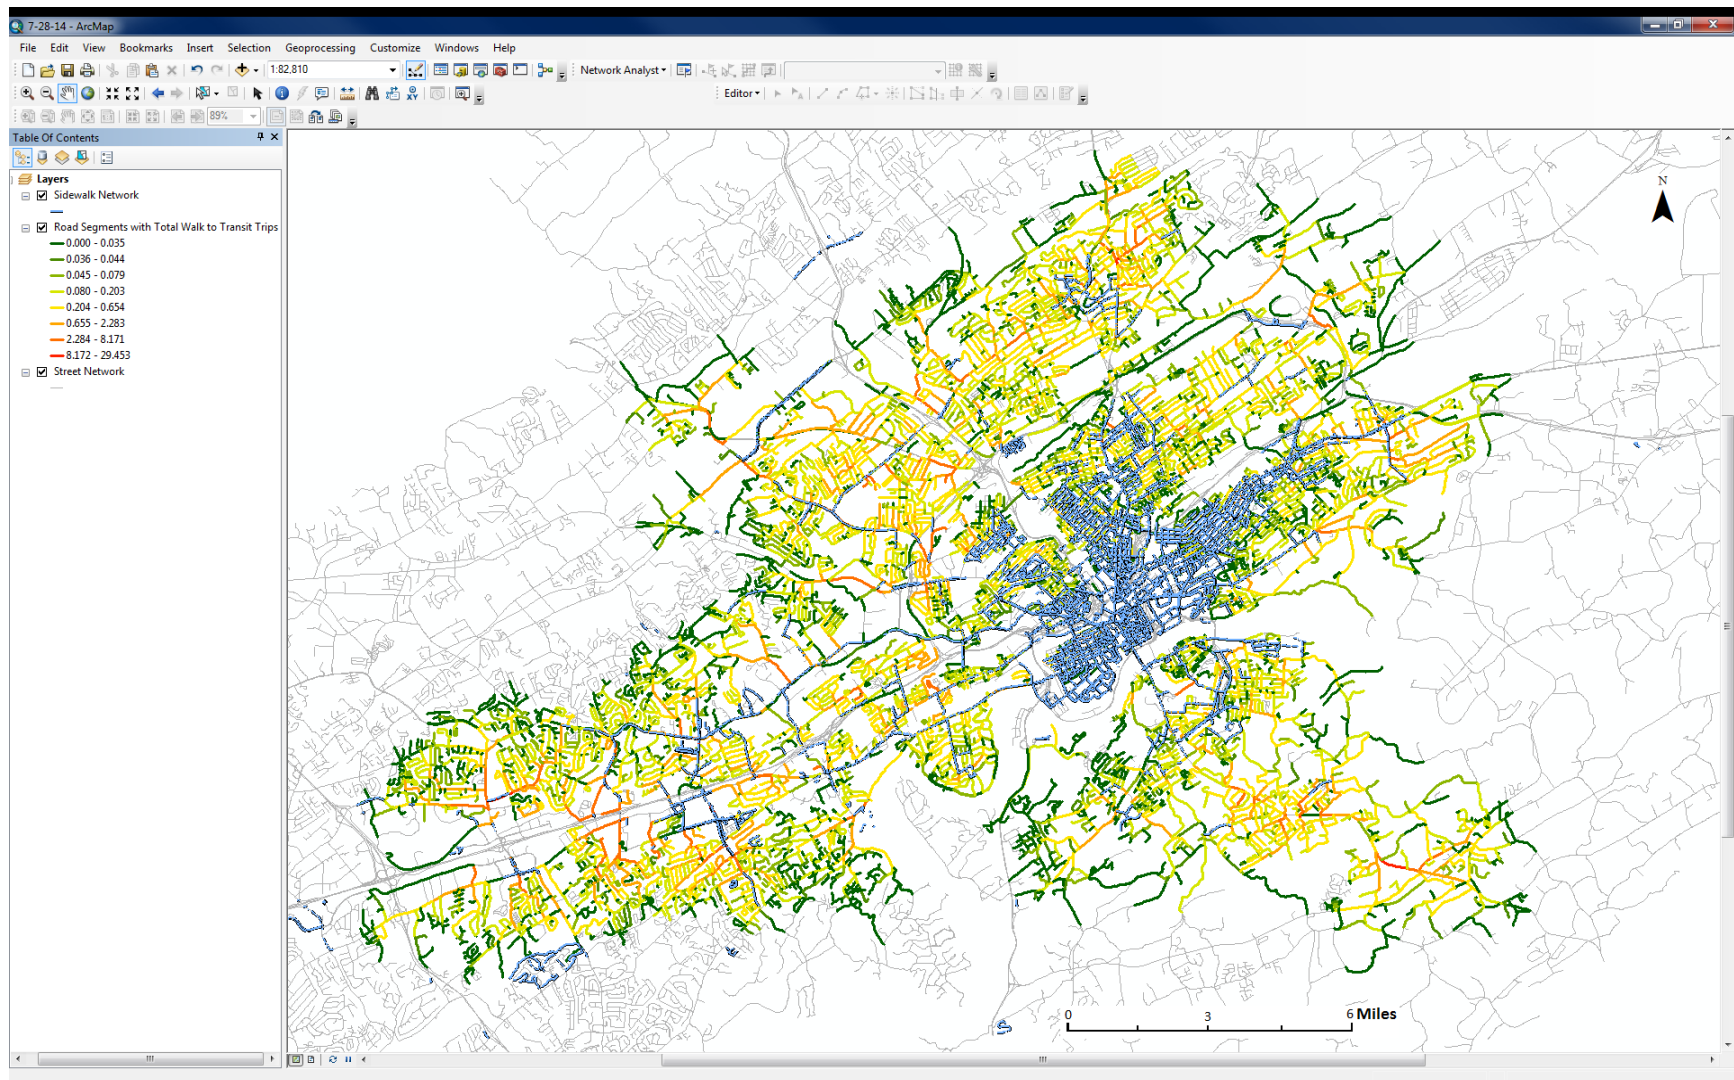 7-28-14 - ArcMap
File Edit View Bookmarks Insert Selection Geoprocessing Customize Windows Help
1:82,810 Network Analyst
Editor
89%
Table Of Contents
Layers
Sidewalk Network
Road Segments with Total Walk to Transit Trips
0.000 - 0.035
0.036 - 0.044
0.045 - 0.079
0.080 - 0.203
0.204 - 0.654
0.655 - 2.283
2.284 - 8.171
8.172 - 29.453
Street Network
N
0 3 6 Miles